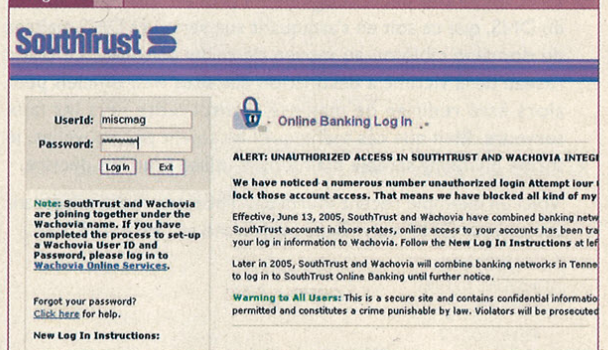 SouthTrust
UserId: miscmag
Password:
Log In Exit
Note: SouthTrust and Wachovia
are joining together under the
Wachovia name. If you have
completed the process to set-up
a Wachovia User ID and
Password, please log in to
Wachovia Online Services.
Forgot your password?
Click here for help.
New Log In Instructions:
Online Banking Log In
ALERT: UNAUTHORIZED ACCESS IN SOUTHTRUST AND WACHOVIA
We have noticed a numerous number unauthorized login Attempt
lock those account access. That means we have blocked all kind of my
Effective, June 13, 2005, SouthTrust and Wachovia have combined banking
SouthTrust accounts in those states, online access to your accounts has been
your log in information to Wachovia. Follow the New Log In Instructions at
Later in 2005, SouthTrust and Wachovia will combine banking networks in
to log in to SouthTrust Online Banking until further notice.
Warning to All Users: This is a secure site and contains confidential
permitted and constitutes a crime punishable by law. Violators will be prosecuted